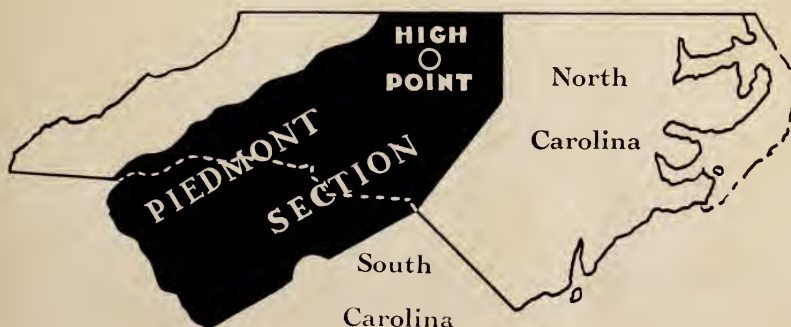 HIGH
POINT
North
Carolina
PIEDMONT
SECTION
South
Carolina